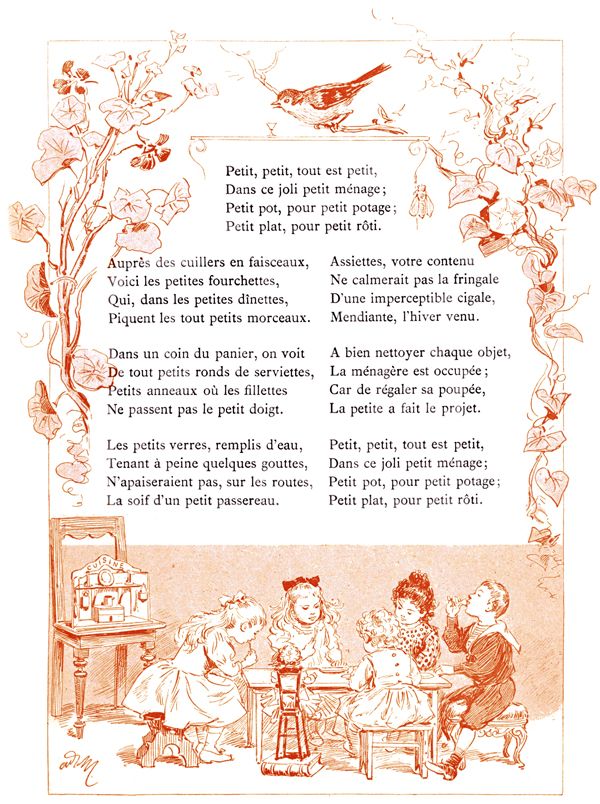 Petit, petit, tout est petit,
Dans ce joli petit ménage;
Petit pot, pour petit potage;
Petit plat, pour petit rôti.
Auprès des cuillers en faisceaux,
Voici les petites fourchettes,
Qui, dans les petites dînettes,
Piquent les tout petits morceaux.
Dans un coin du panier, on voit
De tout petits ronds de serviettes,
Petits anneaux où les fillettes
Ne passent pas le petit doigt.
Les petits verres, remplis d'eau,
Tenant à peine quelques gouttes,
N'apaiseraient pas, sur les routes,
La soif d'un petit passereau.
Assiettes, votre contenu
Ne calmerait pas la fringale
D'une imperceptible cigale,
Mendiante, l'hiver venu.
A bien nettoyer chaque objet,
La ménagère est occupée;
Car de régaler sa poupée,
La petite a fait le projet.
Petit, petit, tout est petit,
Dans ce joli petit ménage;
Petit pot, pour petit potage;
Petit plat, pour petit rôti.
CUISINE